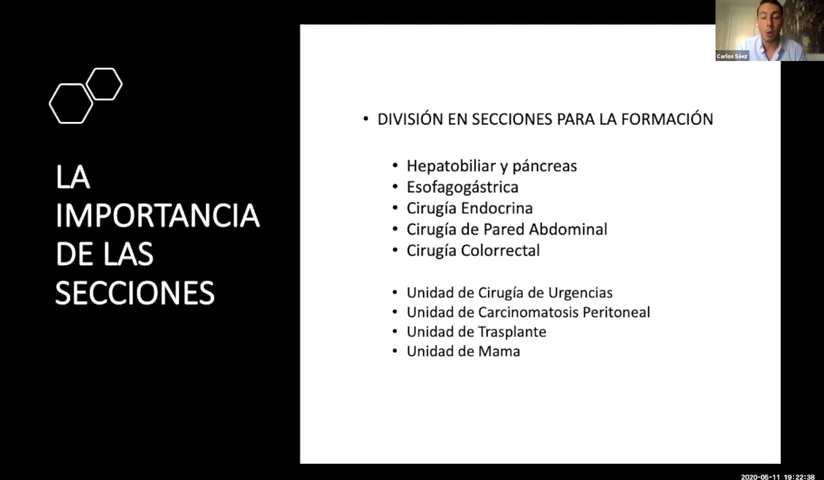 LA
IMPORTANCIA
DE LAS
SECCIONES
• DIVISIÓN EN SECCIONES PARA LA FORMACIÓN
• Hepatobiliar y páncreas
• Esofagogástrica
• Cirugía Endocrina
• Cirugía de Pared Abdominal
• Cirugía Colorrectal
• Unidad de Cirugía de Urgencias
• Unidad de Carcinomatosis Peritoneal
• Unidad de Trasplante
• Unidad de Mama
Carlos Sáez
2020-06-11 19:22:38